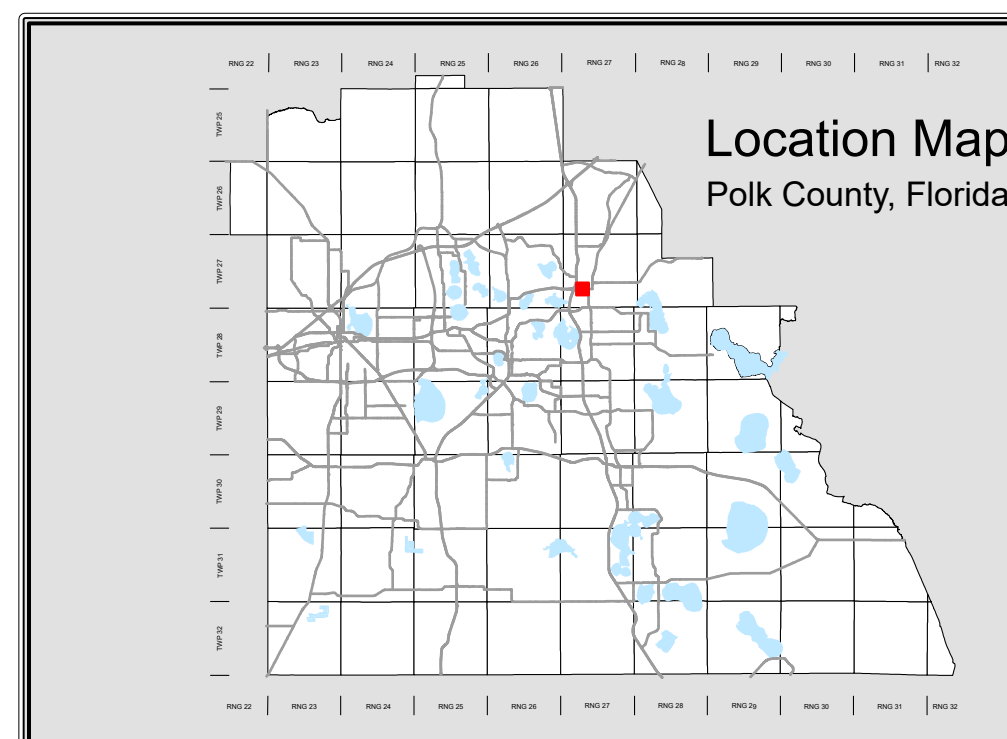 RNG 22 RNG 23 RNG 24 RNG 25 RNG 26 RNG 27 RNG 28 RNG 29 RNG 30 RNG 31 RNG 32
Location Map
Polk County, Florida
TWP 25
TWP 26
TWP 27
TWP 28
TWP 29
TWP 30
TWP 31
TWP 32
RNG 22 RNG 23 RNG 24 RNG 25 RNG 26 RNG 27 RNG 28 RNG 29 RNG 30 RNG 31 RNG 32